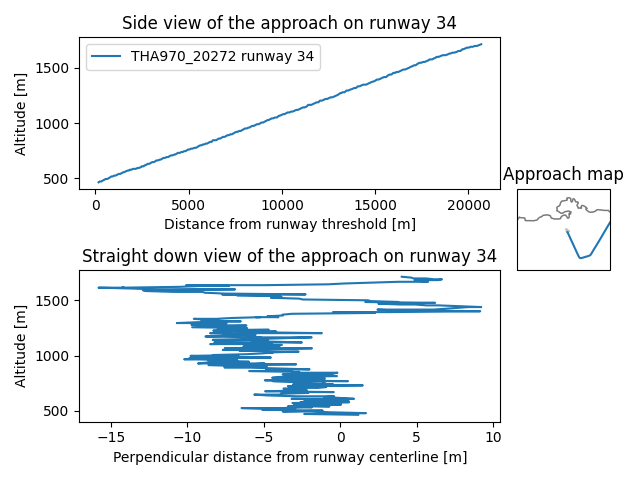 Side view of the approach on runway 34
THA970_20272 runway 34
Altitude [m]
1500
1000
500
0
5000
10000
15000
20000
Distance from runway threshold [m]
Approach map
Straight down view of the approach on runway 34
Altitude [m]
1500
1000
500
−15
−10
−5
0
5
10
Perpendicular distance from runway centerline [m]